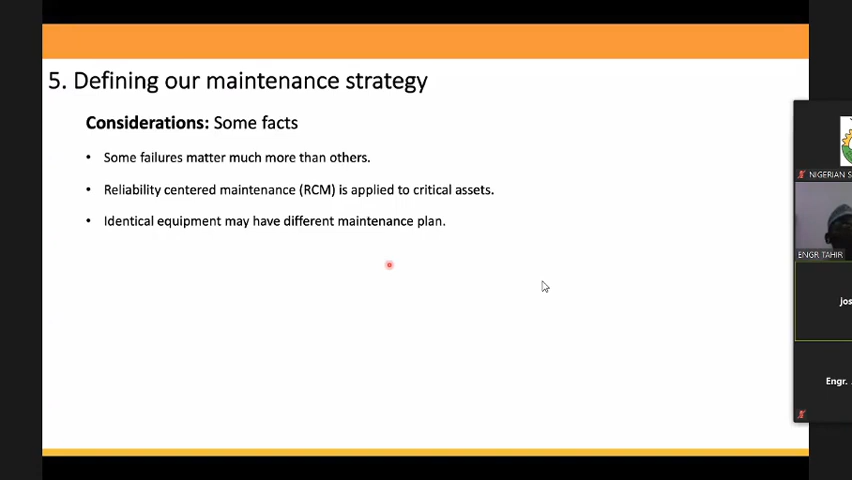 5. Defining our maintenance strategy
Considerations: Some facts
• Some failures matter much more than others.
• Reliability centered maintenance (RCM) is applied to critical assets.
• Identical equipment may have different maintenance plan.
NIGERIAN S
ENGR TAHIR
Jos
Engr.